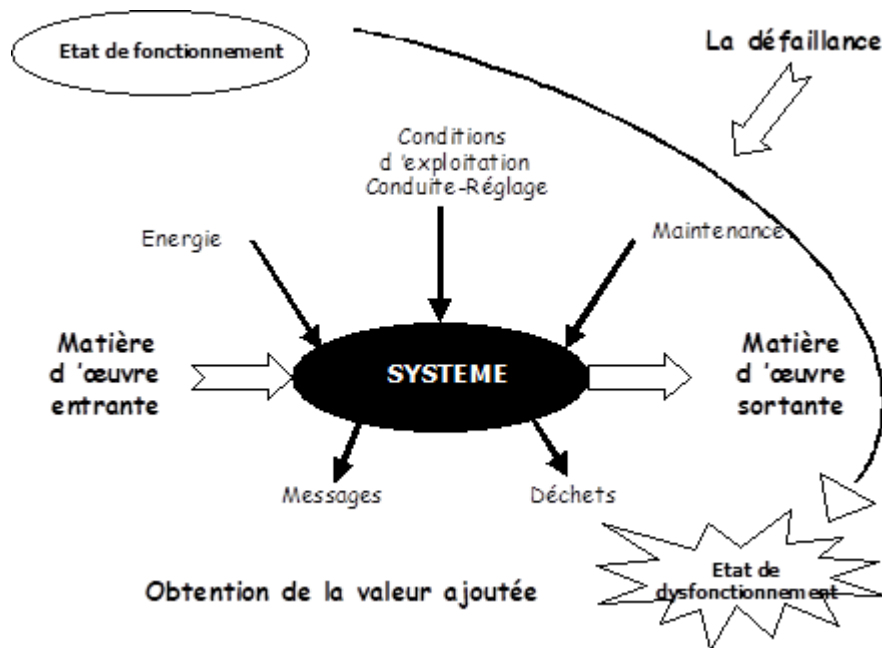 Etat de fonctionnement
La défaillance
Conditions
d 'exploitation
Conduite-Réglage
Energie
Maintenance
Matière
d 'œuvre
entrante
SYSTEME
Matière
d 'œuvre
sortante
Messages
Déchets
Etat de
dysfonctionnement
Obtention de la valeur ajoutée